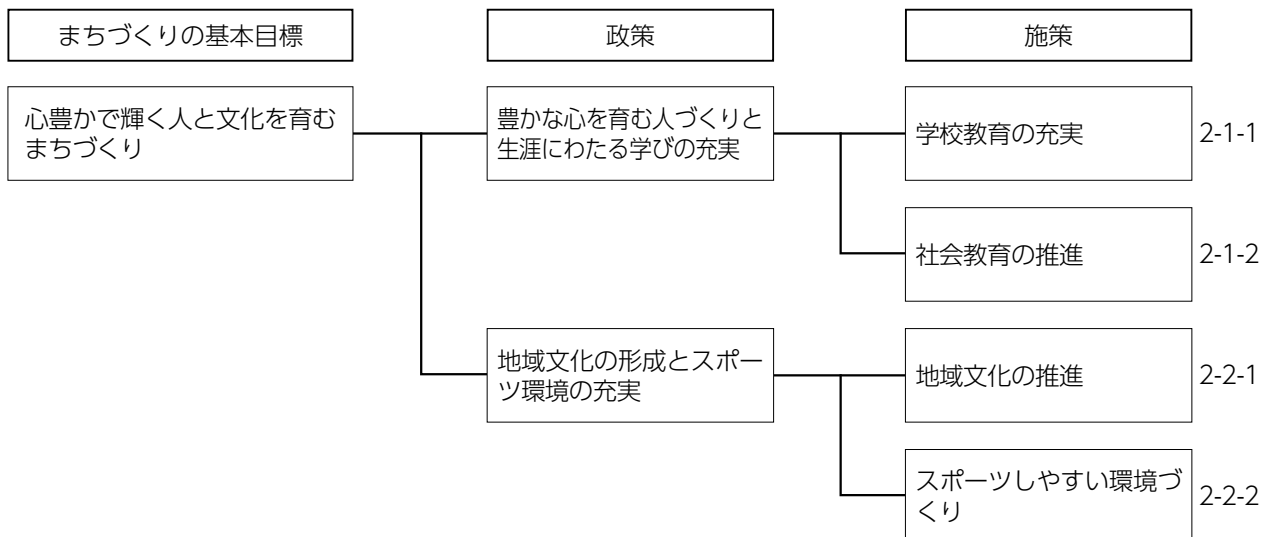 まちづくりの基本目標
政策
施策
心豊かで輝く人と文化を育む
まちづくり
豊かな心を育む人づくりと
生涯にわたる学びの充実
学校教育の充実
2-1-1
社会教育の推進
2-1-2
地域文化の形成とスポー
ツ環境の充実
地域文化の推進
2-2-1
スポーツしやすい環境づ
くり
2-2-2